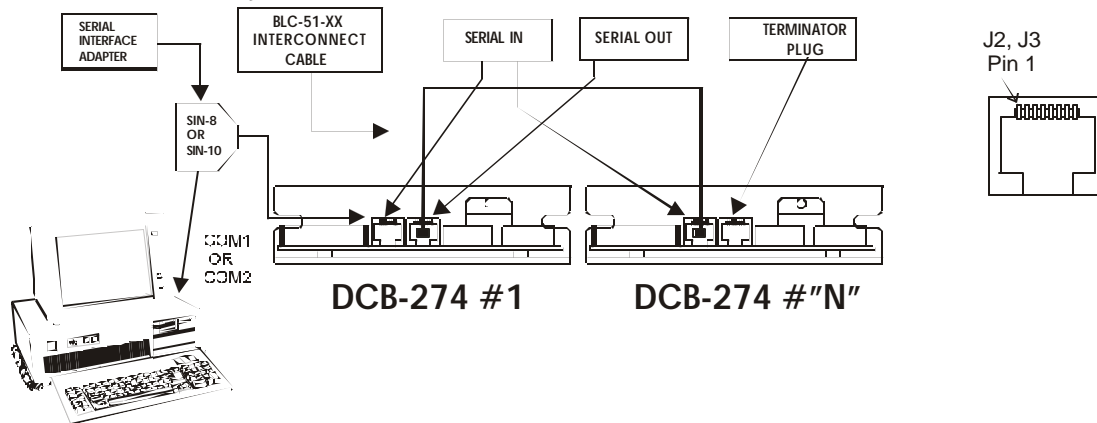 SERIAL
INTERFACE
ADAPTER
BLC-51-XX
INTERCONNECT
CABLE
SERIAL IN
SERIAL OUT
TERMINATOR
PLUG
J2, J3
Pin 1
SIN-8
OR
SIN-10
COM1
OR
COM2
DCB-274 #1
DCB-274 #"N"